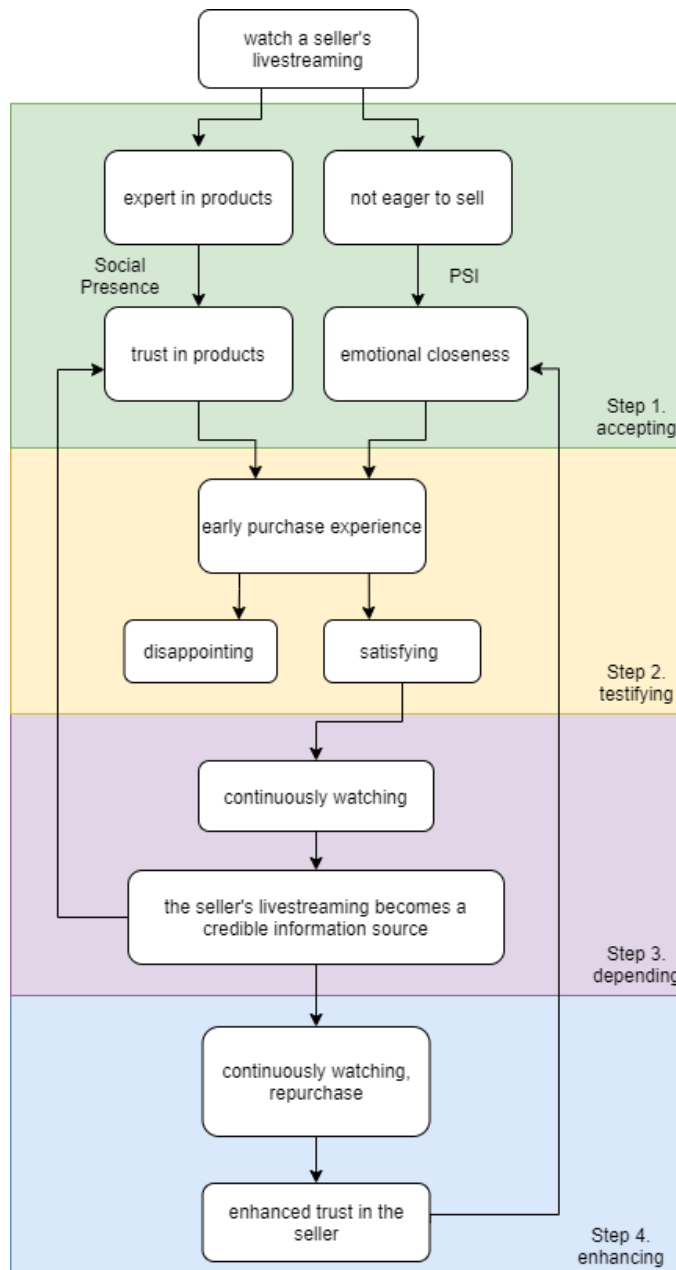 watch a seller's
livestreaming
expert in products
not eager to sell
Social
Presence
PSI
trust in products
emotional closeness
Step 1.
accepting
early purchase experience
disappointing
satisfying
Step 2.
testifying
continuously watching
the seller's livestreaming becomes a
credible information source
Step 3.
depending
continuously watching,
repurchase
enhanced trust in the
seller
Step 4.
enhancing